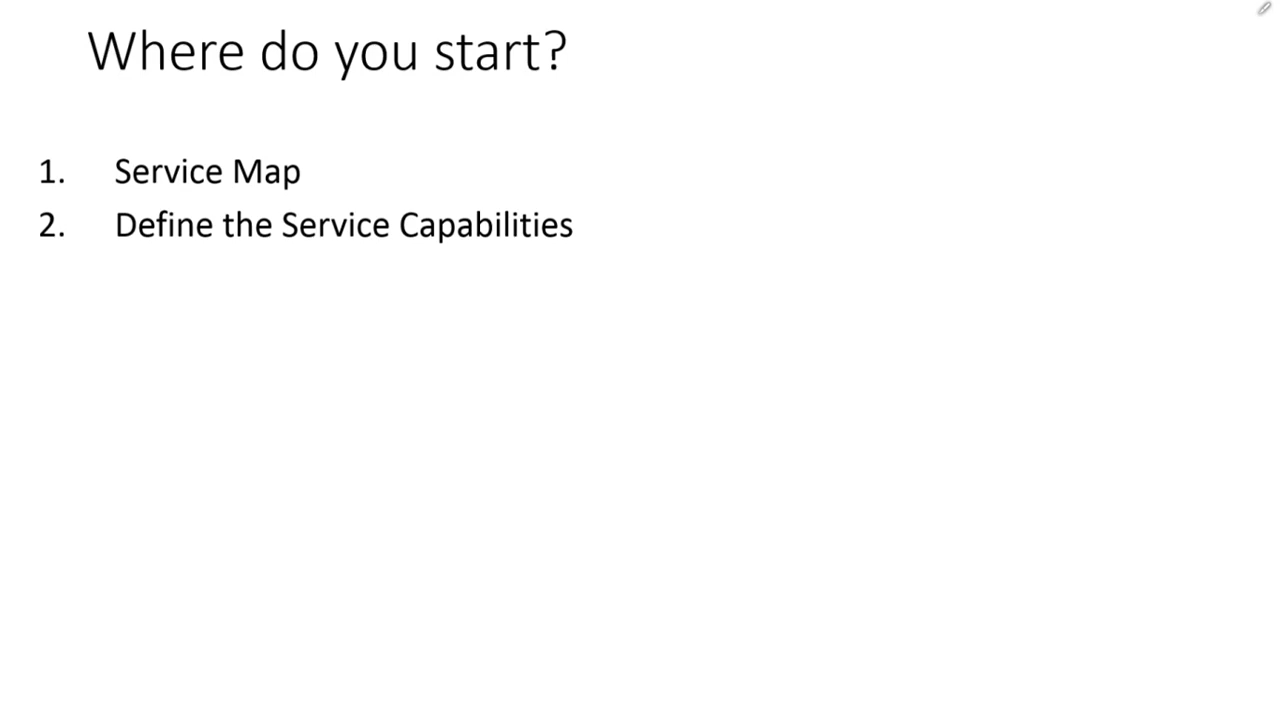 Where do you start?
1. Service Map
2. Define the Service Capabilities